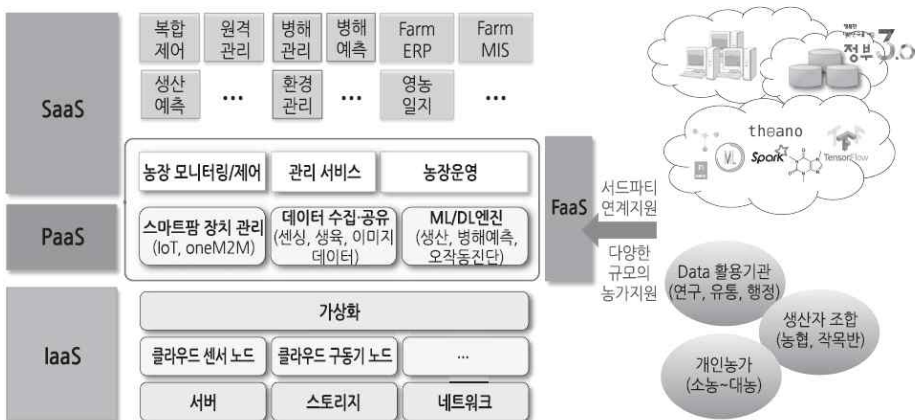 SaaS
PaaS
IaaS
복합
제어
원격
관리
병해
관리
병해
예측
Farm
ERP
Farm
MIS
생산
예측
...
환경
관리
...
영농
일지
...
농장 모니터링/제어
관리 서비스
농장운영
스마트팜 장치 관리
(IoT, oneM2M)
데이터 수집·공유
(센싱, 생육, 이미지
데이터)
ML/DL엔진
(생산, 병해예측,
오작동진단)
FaaS
가상화
클라우드 센서 노드
클라우드 구동기 노드
...
서버
스토리지
네트워크
서드파티
연계지원
다양한
규모의
농가지원
정부3.0
theano
ML
Spark
TensorFlow
Data 활용기관
(연구, 유통, 행정)
생산자 조합
(농협, 작목반)
개인농가
(소농~대농)